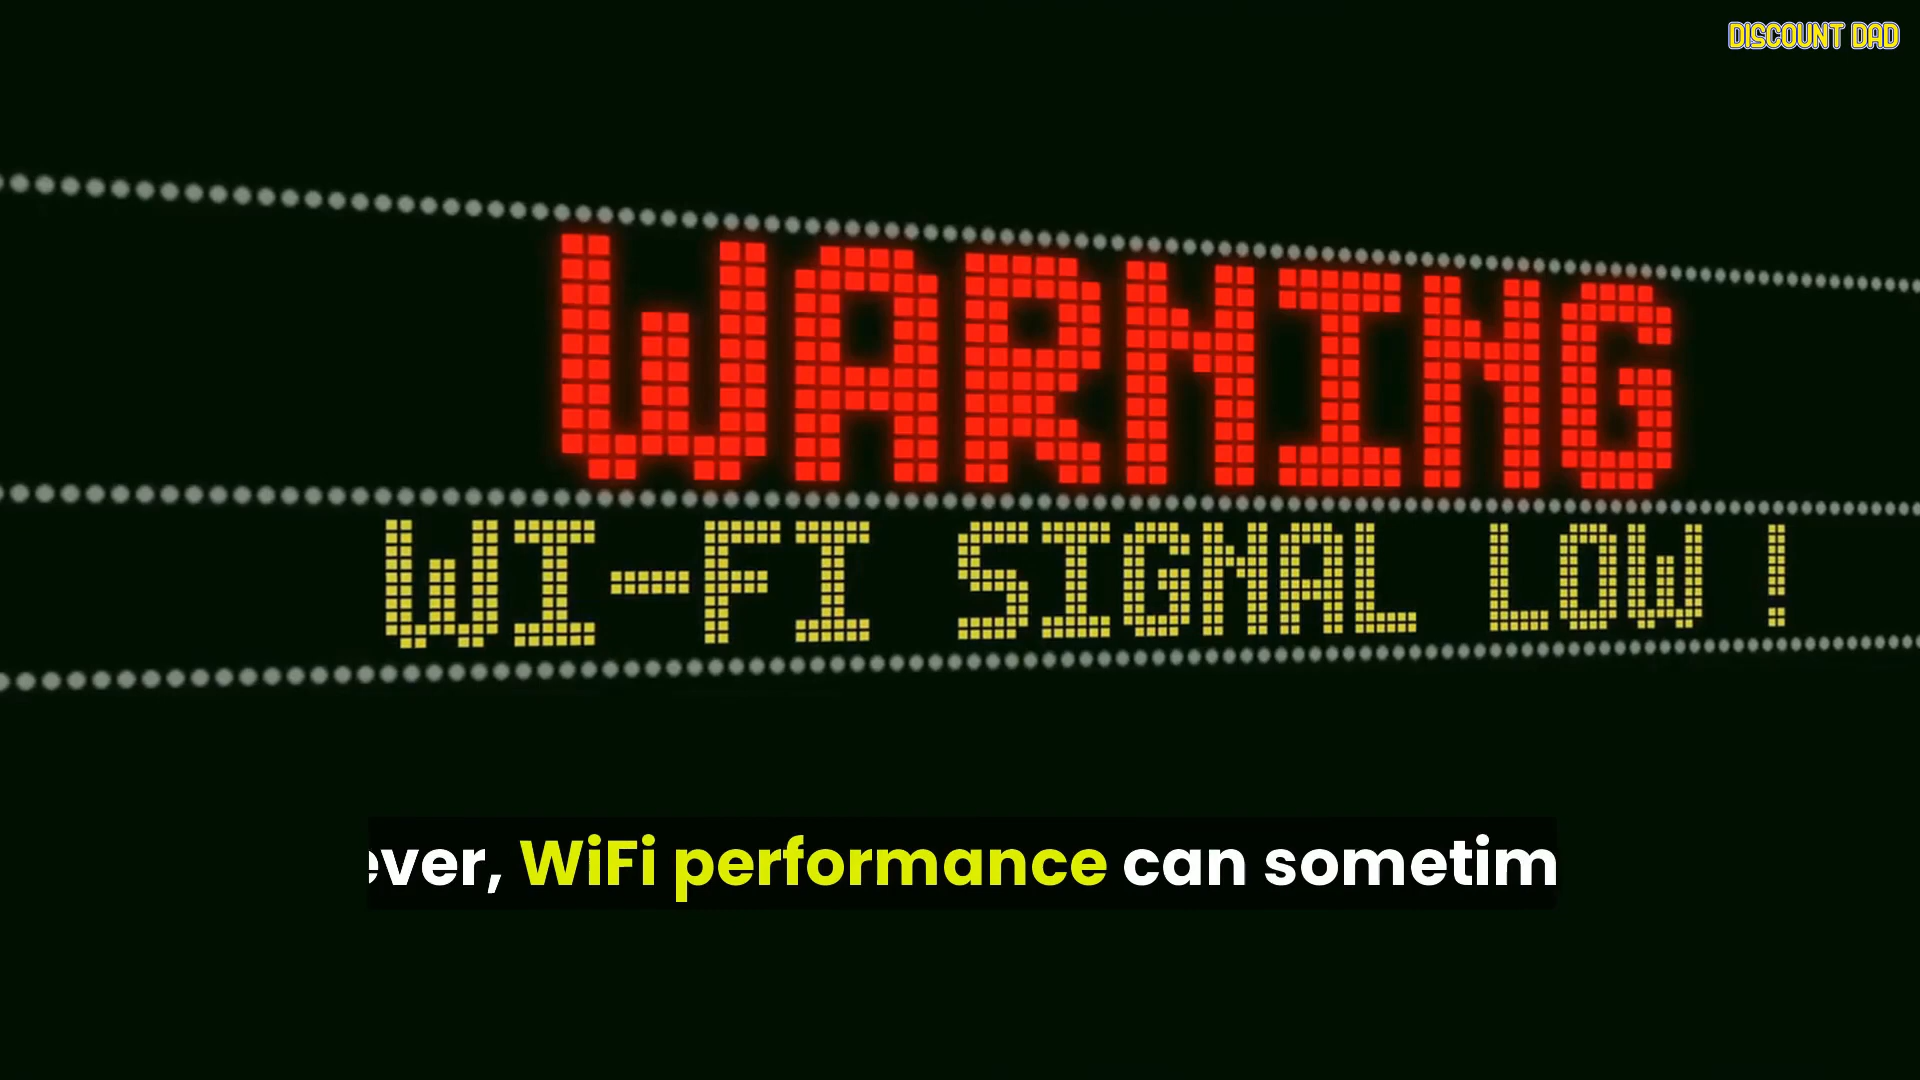 DISCOUNT DAD
WARNING
WI-FI SIGNAL LOW !
ever, WiFi performance can sometim